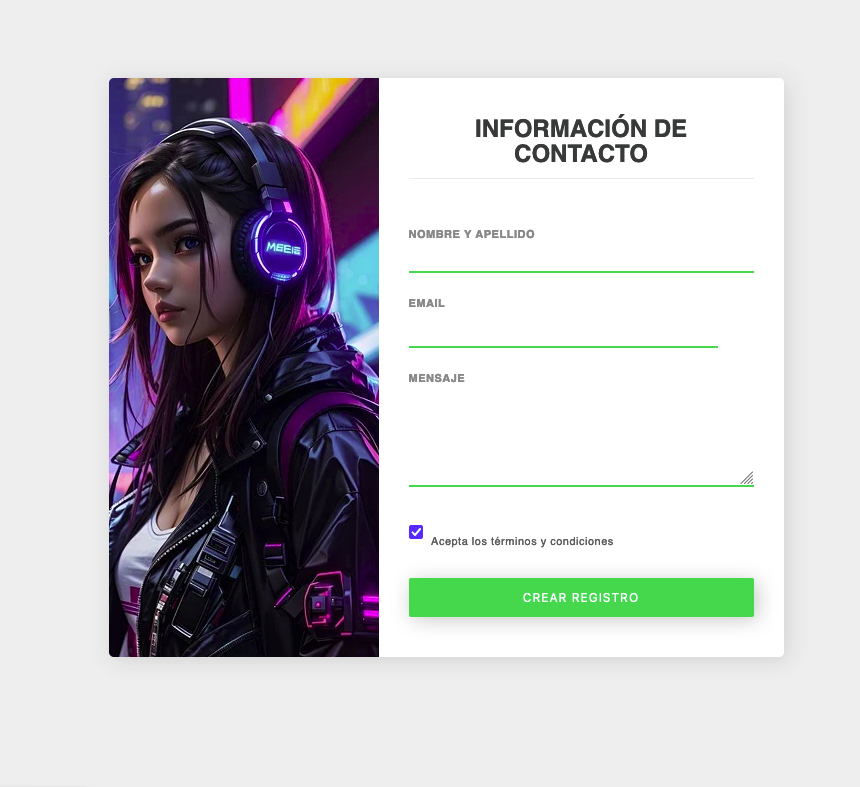 INFORMACIÓN DE
CONTACTO
NOMBRE Y APELLIDO
EMAIL
MENSAJE
Acepta los términos y condiciones
CREAR REGISTRO